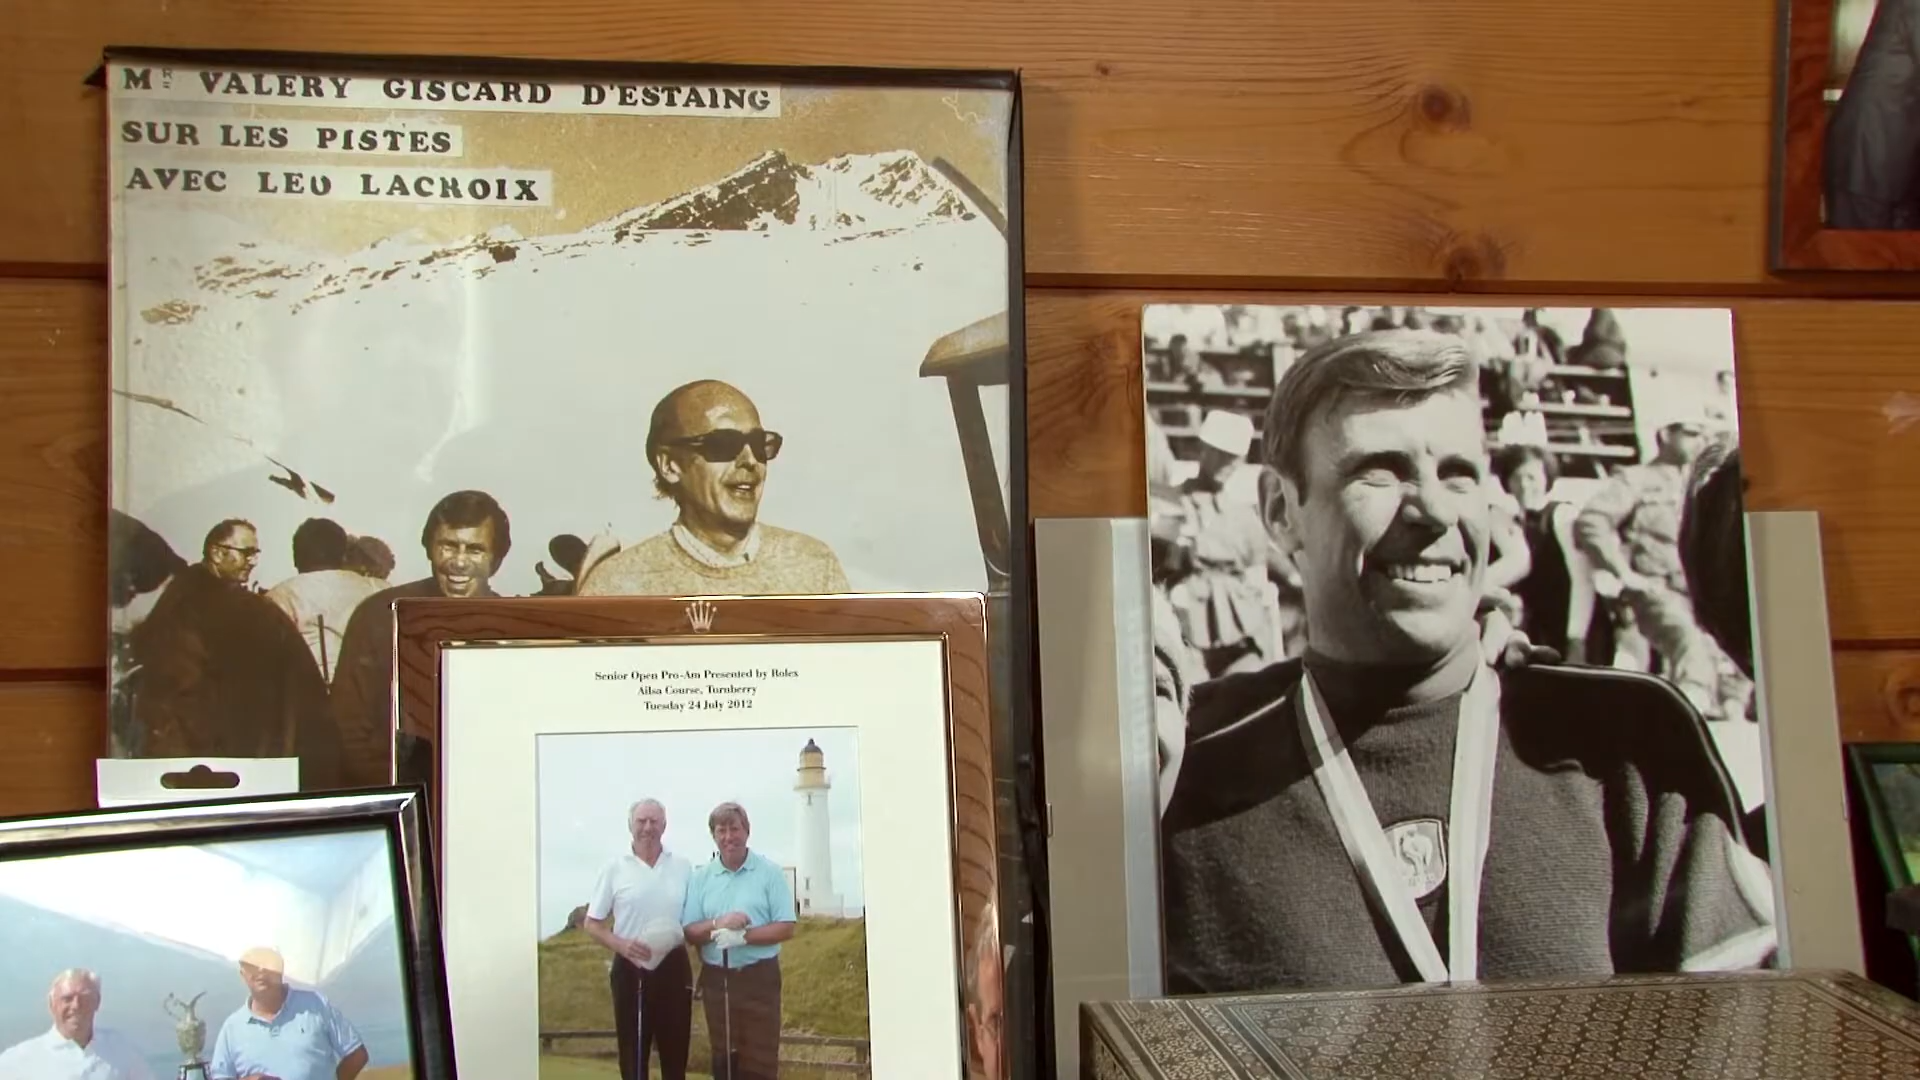 MR VALERY GISCARD D'ESTAING
SUR LES PISTES
AVEC LEO LACROIX
Senior Open Pro-Am Presented by Rolex
Ailsa Course, Turnberry
Tuesday 24 July 2012